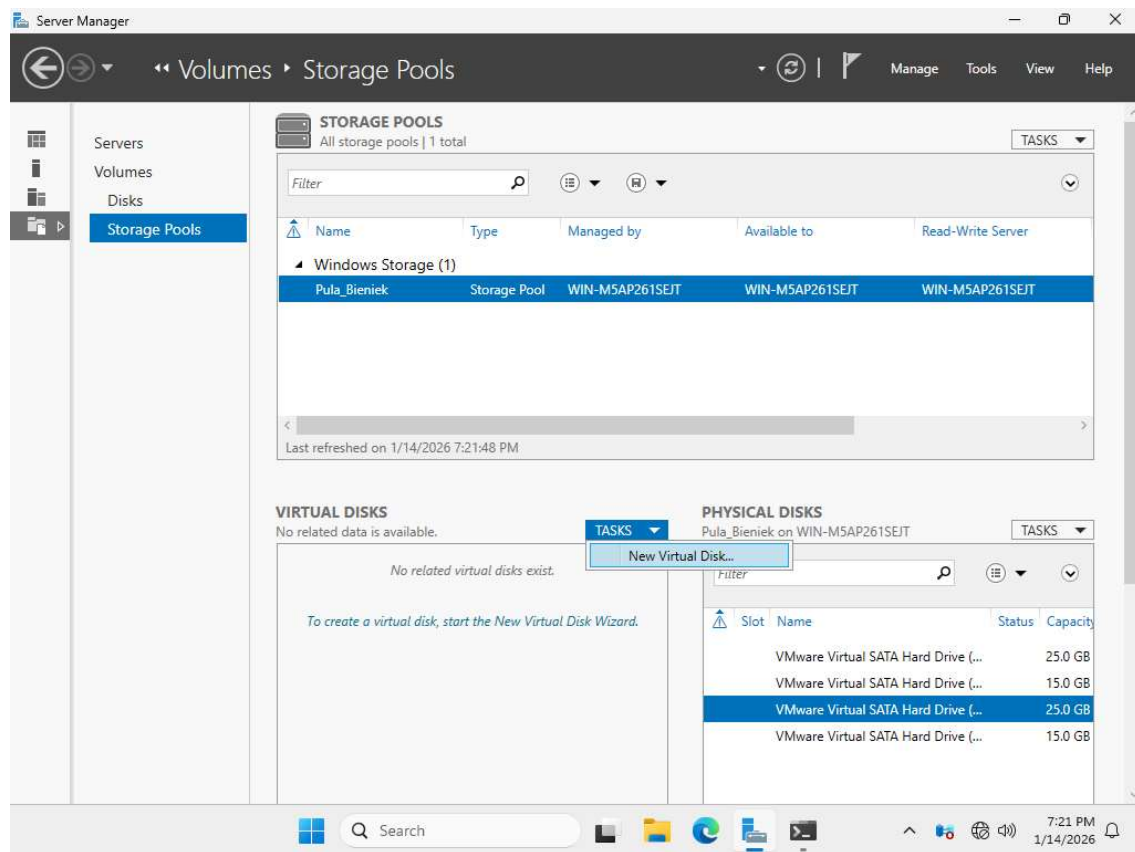 Server Manager
Volumes Storage Pools
Manage Tools View Help
Servers
Volumes
Disks
Storage Pools
STORAGE POOLS
All storage pools | 1 total
TASKS
Filter
Name Type Managed by Available to Read-Write Server
Windows Storage (1)
Pula_Bieniek Storage Pool WIN-M5AP261SEJT WIN-M5AP261SEJT WIN-M5AP261SEJT
Last refreshed on 1/14/2026 7:21:48 PM
VIRTUAL DISKS
No related data is available.
TASKS
New Virtual Disk...
No related virtual disks exist.
To create a virtual disk, start the New Virtual Disk Wizard.
PHYSICAL DISKS
Pula_Bieniek on WIN-M5AP261SEJT
TASKS
Filter
Slot Name Status Capacity
VMware Virtual SATA Hard Drive (... 25.0 GB
VMware Virtual SATA Hard Drive (... 15.0 GB
VMware Virtual SATA Hard Drive (... 25.0 GB
VMware Virtual SATA Hard Drive (... 15.0 GB
Search
7:21 PM
1/14/2026